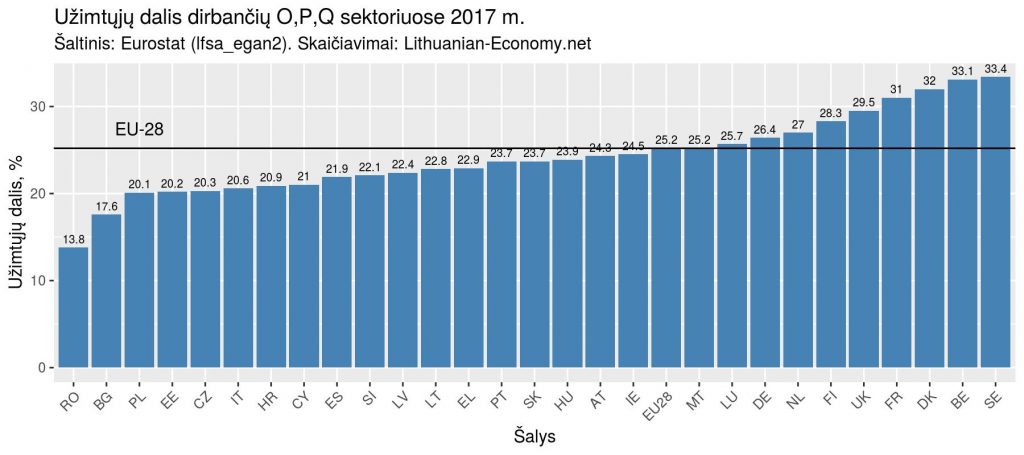 Užimtųjų dalis dirbančių O,P,Q sektoriuose 2017 m.
Šaltinis: Eurostat (lfsa_egan2). Skaičiavimai: Lithuanian-Economy.net
Užimtųjų dalis, %
30
20
10
0
EU-28
13.8 17.6 20.1 20.2 20.3 20.6 20.9 21 21.9 22.1 22.4 22.8 22.9 23.7 23.7 23.9 24.3 24.5 25.2 25.2 25.7 26.4 27 28.3 29.5 31 32 33.1 33.4
RO BG PL EE CZ IT HR CY ES SI LV LT EL PT SK HU AT IE EU28 MT LU DE NL FI UK FR DK BE SE
Šalys